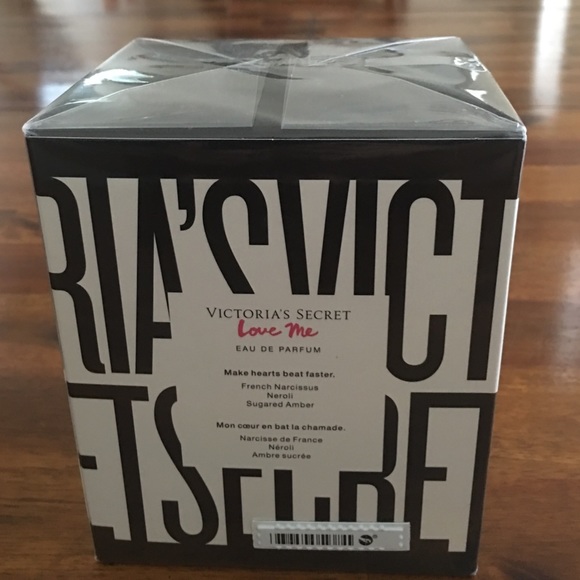 RIA'S VICT
VICTORIA'S SECRET
Love Me
EAU DE PARFUM
Make hearts beat faster.
French Narcissus
Neroli
Sugared Amber
Mon cœur en bat la chamade.
Narcisse de France
Néroli
Ambre sucrée
ET SECRE